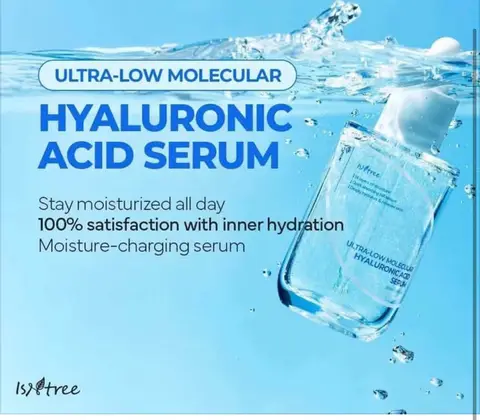 ULTRA-LOW MOLECULAR
HYALURONIC
ACID SERUM
Stay moisturized all day
100% satisfaction with inner hydration
Moisture-charging serum
Isntree
ULTRA-LOW MOLECULAR
HYALURONIC ACID
SERUM
Isntree